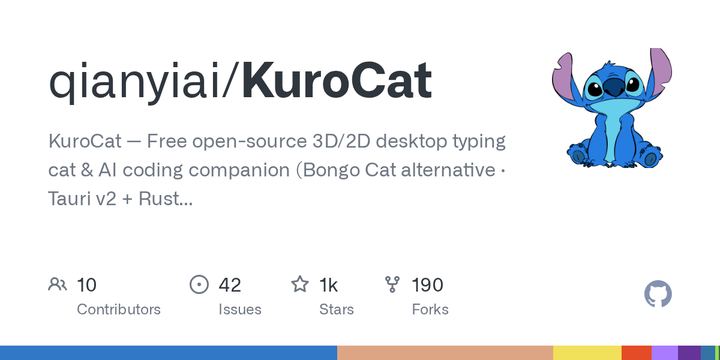 qianyiai/KuroCat
KuroCat — Free open-source 3D/2D desktop typing
cat & AI coding companion (Bongo Cat alternative ·
Tauri v2 + Rust...
10
Contributors
42
Issues
1k
Stars
190
Forks